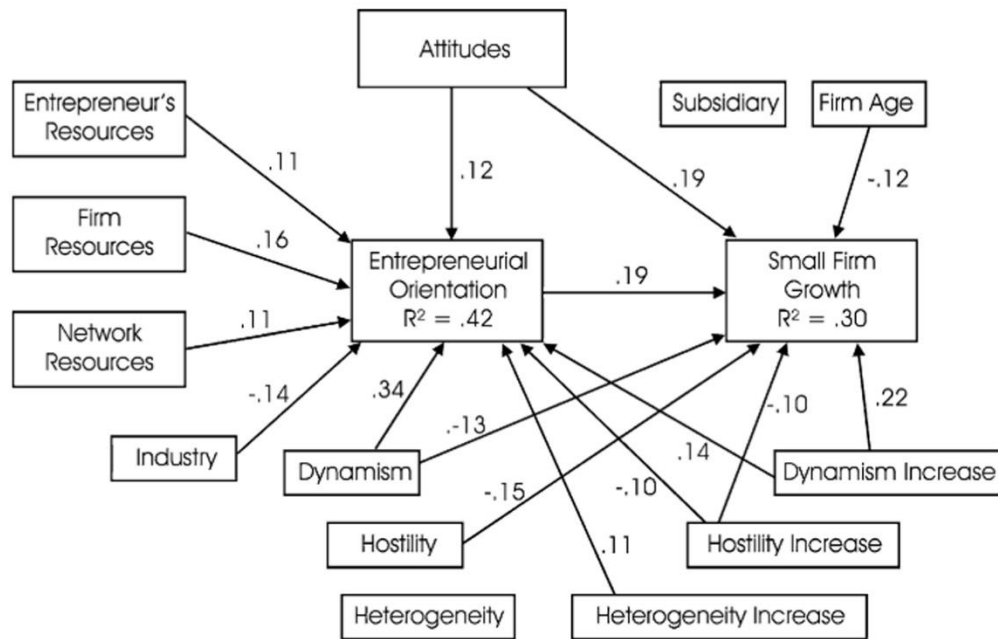 Attitudes
Entrepreneur's
Resources
Subsidiary
Firm Age
.11
.12
.19
-.12
Firm
Resources
.16
Entrepreneurial
Orientation
R² = .42
.19
Small Firm
Growth
R² = .30
Network
Resources
.11
-.14
.34
.-13
-.10
.22
Industry
Dynamism
.14
Dynamism Increase
-.15
-.10
Hostility
.11
Hostility Increase
Heterogeneity
Heterogeneity Increase